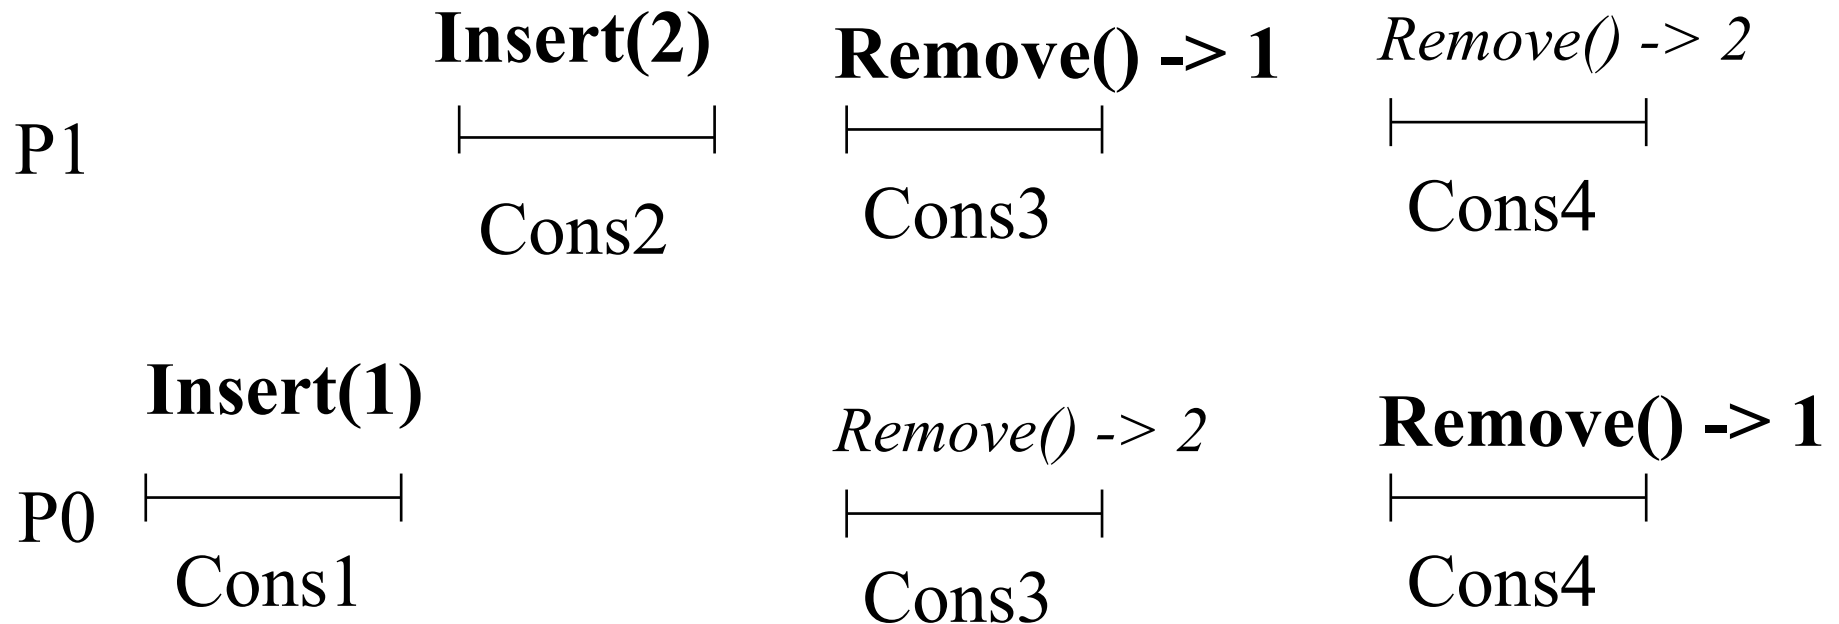 Insert(2)
Remove() -> 1
Remove() -> 2
P1
Cons2
Cons3
Cons4
Insert(1)
Remove() -> 2
Remove() -> 1
P0
Cons1
Cons3
Cons4